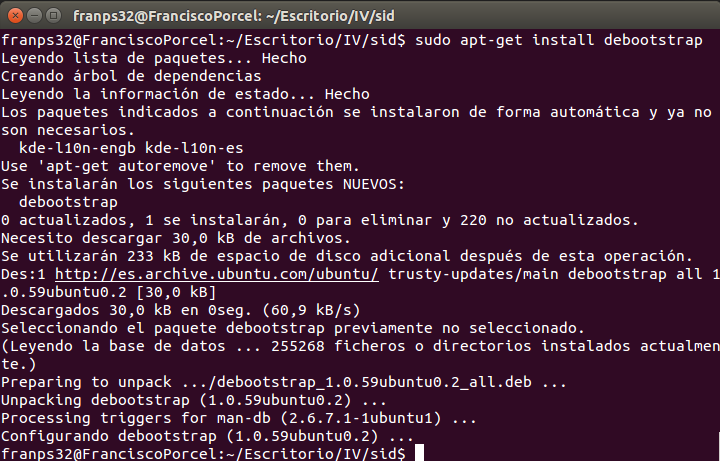 franps32@FranciscoPorcel: ~/Escritorio/IV/sid
franps32@FranciscoPorcel:~/Escritorio/IV/sid$ sudo apt-get install debootstrap
Leyendo lista de paquetes... Hecho
Creando árbol de dependencias
Leyendo la información de estado... Hecho
Los paquetes indicados a continuación se instalaron de forma automática y ya no
son necesarios.
  kde-l10n-engb kde-l10n-es
Use 'apt-get autoremove' to remove them.
Se instalarán los siguientes paquetes NUEVOS:
  debootstrap
0 actualizados, 1 se instalarán, 0 para eliminar y 220 no actualizados.
Necesito descargar 30,0 kB de archivos.
Se utilizarán 233 kB de espacio de disco adicional después de esta operación.
Des:1 http://es.archive.ubuntu.com/ubuntu/ trusty-updates/main debootstrap all 1
.0.59ubuntu0.2 [30,0 kB]
Descargados 30,0 kB en 0seg. (60,9 kB/s)
Seleccionando el paquete debootstrap previamente no seleccionado.
(Leyendo la base de datos ... 255268 ficheros o directorios instalados actualmen
te.)
Preparing to unpack .../debootstrap_1.0.59ubuntu0.2_all.deb ...
Unpacking debootstrap (1.0.59ubuntu0.2) ...
Processing triggers for man-db (2.6.7.1-1ubuntu1) ...
Configurando debootstrap (1.0.59ubuntu0.2) ...
franps32@FranciscoPorcel:~/Escritorio/IV/sid$